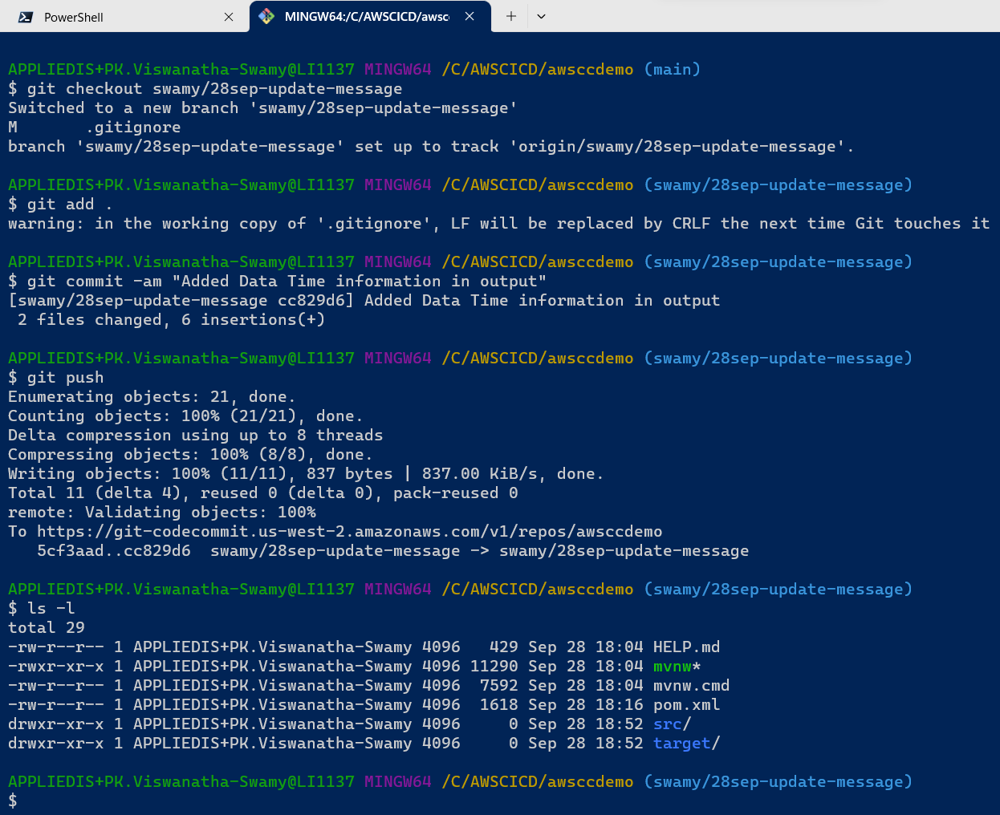 PowerShell
MINGW64:/C/AWSCICD/awsc
APPLIEDIS+PK.Viswanatha-Swamy@LI1137 MINGW64 /C/AWSCICD/awsccdemo (main)
$ git checkout swamy/28sep-update-message
Switched to a new branch 'swamy/28sep-update-message'
M       .gitignore
branch 'swamy/28sep-update-message' set up to track 'origin/swamy/28sep-update-message'.
APPLIEDIS+PK.Viswanatha-Swamy@LI1137 MINGW64 /C/AWSCICD/awsccdemo (swamy/28sep-update-message)
$ git add .
warning: in the working copy of '.gitignore', LF will be replaced by CRLF the next time Git touches it
APPLIEDIS+PK.Viswanatha-Swamy@LI1137 MINGW64 /C/AWSCICD/awsccdemo (swamy/28sep-update-message)
$ git commit -am "Added Data Time information in output"
[swamy/28sep-update-message cc829d6] Added Data Time information in output
 2 files changed, 6 insertions(+)
APPLIEDIS+PK.Viswanatha-Swamy@LI1137 MINGW64 /C/AWSCICD/awsccdemo (swamy/28sep-update-message)
$ git push
Enumerating objects: 21, done.
Counting objects: 100% (21/21), done.
Delta compression using up to 8 threads
Compressing objects: 100% (8/8), done.
Writing objects: 100% (11/11), 837 bytes | 837.00 KiB/s, done.
Total 11 (delta 4), reused 0 (delta 0), pack-reused 0
remote: Validating objects: 100%
To https://git-codecommit.us-west-2.amazonaws.com/v1/repos/awsccdemo
   5cf3aad..cc829d6  swamy/28sep-update-message -> swamy/28sep-update-message
APPLIEDIS+PK.Viswanatha-Swamy@LI1137 MINGW64 /C/AWSCICD/awsccdemo (swamy/28sep-update-message)
$ ls -l
total 29
-rw-r--r-- 1 APPLIEDIS+PK.Viswanatha-Swamy 4096   429 Sep 28 18:04 HELP.md
-rwxr-xr-x 1 APPLIEDIS+PK.Viswanatha-Swamy 4096 11290 Sep 28 18:04 mvnw*
-rw-r--r-- 1 APPLIEDIS+PK.Viswanatha-Swamy 4096  7592 Sep 28 18:04 mvnw.cmd
-rw-r--r-- 1 APPLIEDIS+PK.Viswanatha-Swamy 4096  1618 Sep 28 18:16 pom.xml
drwxr-xr-x 1 APPLIEDIS+PK.Viswanatha-Swamy 4096     0 Sep 28 18:52 src/
drwxr-xr-x 1 APPLIEDIS+PK.Viswanatha-Swamy 4096     0 Sep 28 18:52 target/
APPLIEDIS+PK.Viswanatha-Swamy@LI1137 MINGW64 /C/AWSCICD/awsccdemo (swamy/28sep-update-message)
$